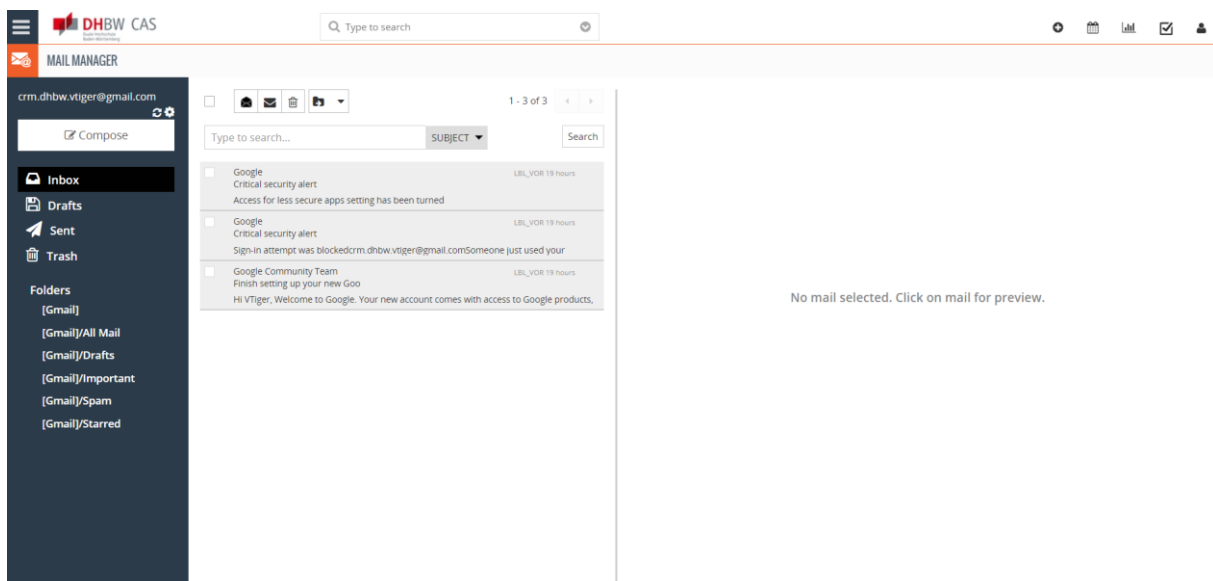 DHBW CAS
Duale Hochschule
Baden-Württemberg
Type to search
MAIL MANAGER
crm.dhbw.vtiger@gmail.com
Compose
Inbox
Drafts
Sent
Trash
Folders
[Gmail]
[Gmail]/All Mail
[Gmail]/Drafts
[Gmail]/Important
[Gmail]/Spam
[Gmail]/Starred
1 - 3 of 3
Type to search...
SUBJECT
Search
Google
LBL_VOR 19 hours
Critical security alert
Access for less secure apps setting has been turned
Google
LBL_VOR 19 hours
Critical security alert
Sign-in attempt was blockedcrm.dhbw.vtiger@gmail.comSomeone just used your
Google Community Team
LBL_VOR 19 hours
Finish setting up your new Goo
Hi VTiger, Welcome to Google. Your new account comes with access to Google products,
No mail selected. Click on mail for preview.